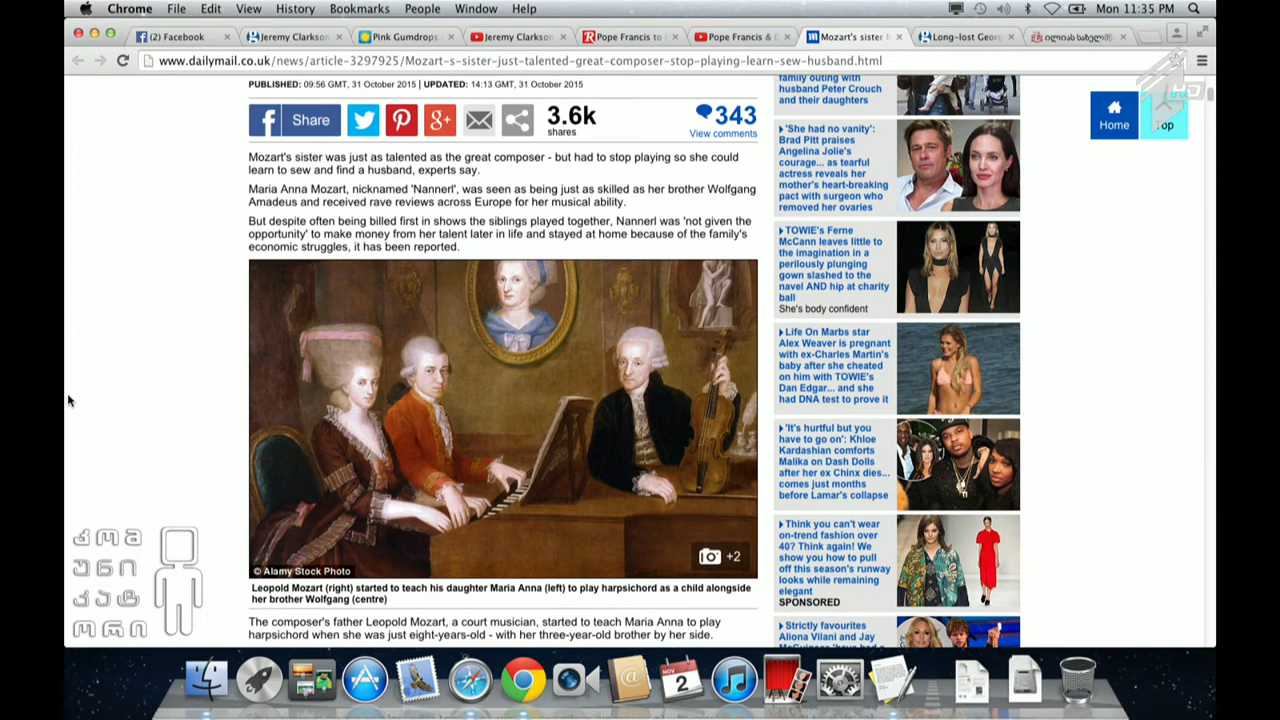 Chrome File Edit View History Bookmarks People Window Help
Mon 11:35 PM
(2) Facebook
Jeremy Clarkson
Pink Gumdrops
Jeremy Clarkson
Pope Francis to
Pope Francis &
Mozart's sister
Long-lost Geor
ილიას სახელმ
www.dailymail.co.uk/news/article-3297925/Mozart-s-sister-just-talented-great-composer-stop-playing-learn-sew-husband.html
PUBLISHED: 09:56 GMT, 31 October 2015 | UPDATED: 14:13 GMT, 31 October 2015
Share
3.6k
shares
343
View comments
Mozart's sister was just as talented as the great composer - but had to stop playing so she could
learn to sew and find a husband, experts say.
Maria Anna Mozart, nicknamed 'Nannerl', was seen as being just as skilled as her brother Wolfgang
Amadeus and received rave reviews across Europe for her musical ability.
But despite often being billed first in shows the siblings played together, Nannerl was 'not given the
opportunity' to make money from her talent later in life and stayed at home because of the family's
economic struggles, it has been reported.
+2
© Alamy Stock Photo
Leopold Mozart (right) started to teach his daughter Maria Anna (left) to play harpsichord as a child alongside
her brother Wolfgang (centre)
The composer's father Leopold Mozart, a court musician, started to teach Maria Anna to play
harpsichord when she was just eight-years-old - with her three-year-old brother by her side.
family outing with
husband Peter Crouch
and their daughters
'She had no vanity':
Brad Pitt praises
Angelina Jolie's
courage... as tearful
actress reveals her
mother's heart-breaking
pact with surgeon who
removed her ovaries
TOWIE's Ferne
McCann leaves little to
the imagination in a
perilously plunging
gown slashed to the
navel AND hip at charity
ball
She's body confident
Life On Marbs star
Alex Weaver is pregnant
with ex-Charles Martin's
baby after she cheated
on him with TOWIE's
Dan Edgar... and she
had DNA test to prove it
'It's hurtful but you
have to go on': Khloe
Kardashian comforts
Malika on Dash Dolls
after her ex Chinx dies...
comes just months
before Lamar's collapse
Think you can't wear
on-trend fashion over
40? Think again! We
show you how to pull
off this season's runway
looks while remaining
elegant
SPONSORED
Strictly favourites
Aliona Vilani and Jay
Home
HD
კომ
უნი
კატ
ორი
NOV
2